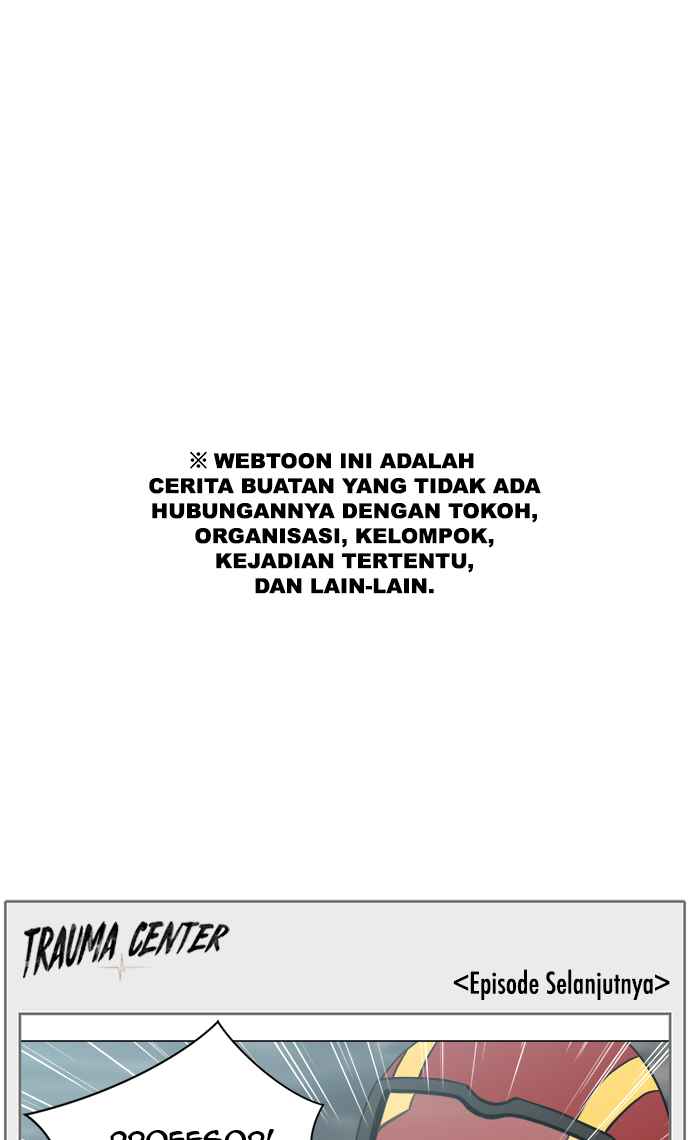 ※ WEBTOON INI ADALAH
CERITA BUATAN YANG TIDAK ADA
HUBUNGANNYA DENGAN TOKOH,
ORGANISASI, KELOMPOK,
KEJADIAN TERTENTU,
DAN LAIN-LAIN.
TRAUMA CENTER
<Episode Selanjutnya>
PROFESOR!